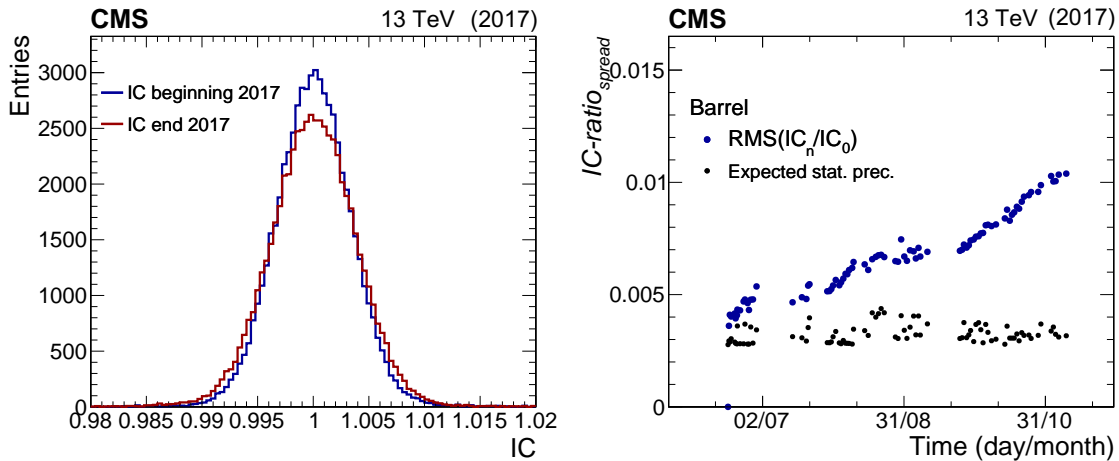 CMS 13 TeV (2017)
Entries
3000
2500
2000
1500
1000
500
0
IC beginning 2017
IC end 2017
0.98 0.985 0.99 0.995 1 1.005 1.01 1.015 1.02
IC
CMS 13 TeV (2017)
IC-ratio_spread
0.015
0.01
0.005
0
Barrel
RMS(IC_n/IC_0)
Expected stat. prec.
02/07 31/08 31/10
Time (day/month)